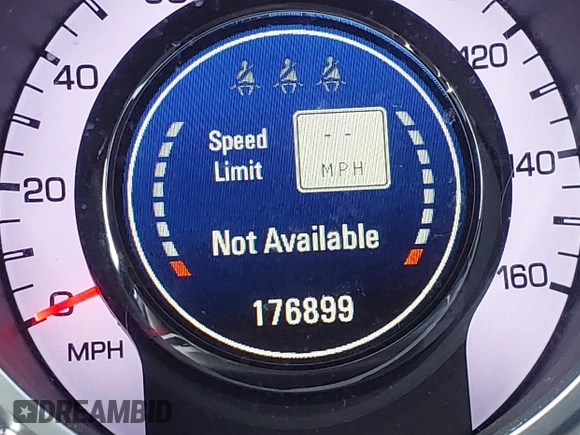 40
20
0
MPH
Speed
Limit
- -
MPH
Not Available
176899
120
140
160
DREAMBID